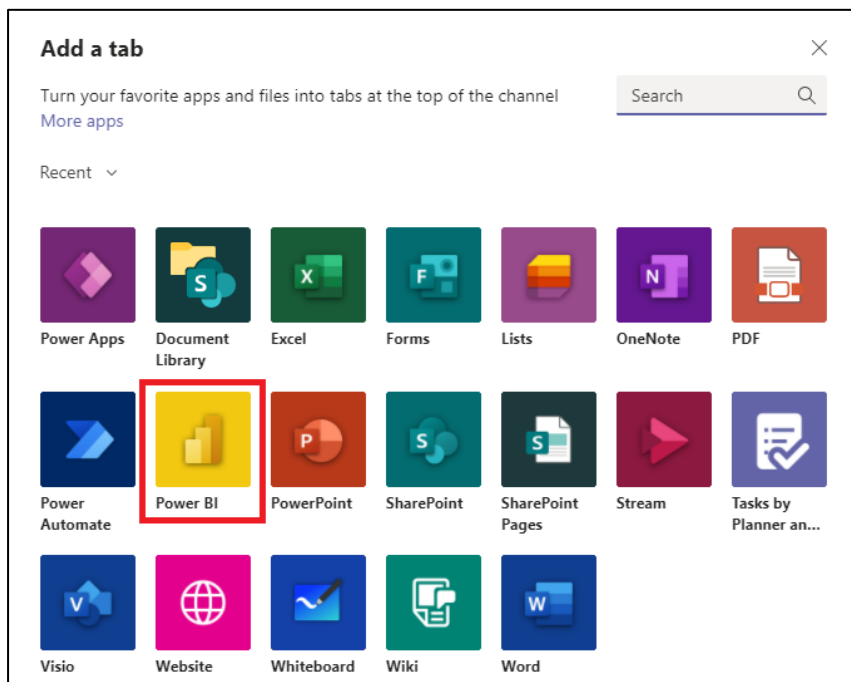 Add a tab
Turn your favorite apps and files into tabs at the top of the channel
Search
More apps
Recent
X
F
N
S
Power Apps
Document
Library
Excel
Forms
Lists
OneNote
PDF
P
S
S
Power
Automate
Power BI
PowerPoint
SharePoint
SharePoint
Pages
Stream
Tasks by
Planner an...
V
W
Visio
Website
Whiteboard
Wiki
Word